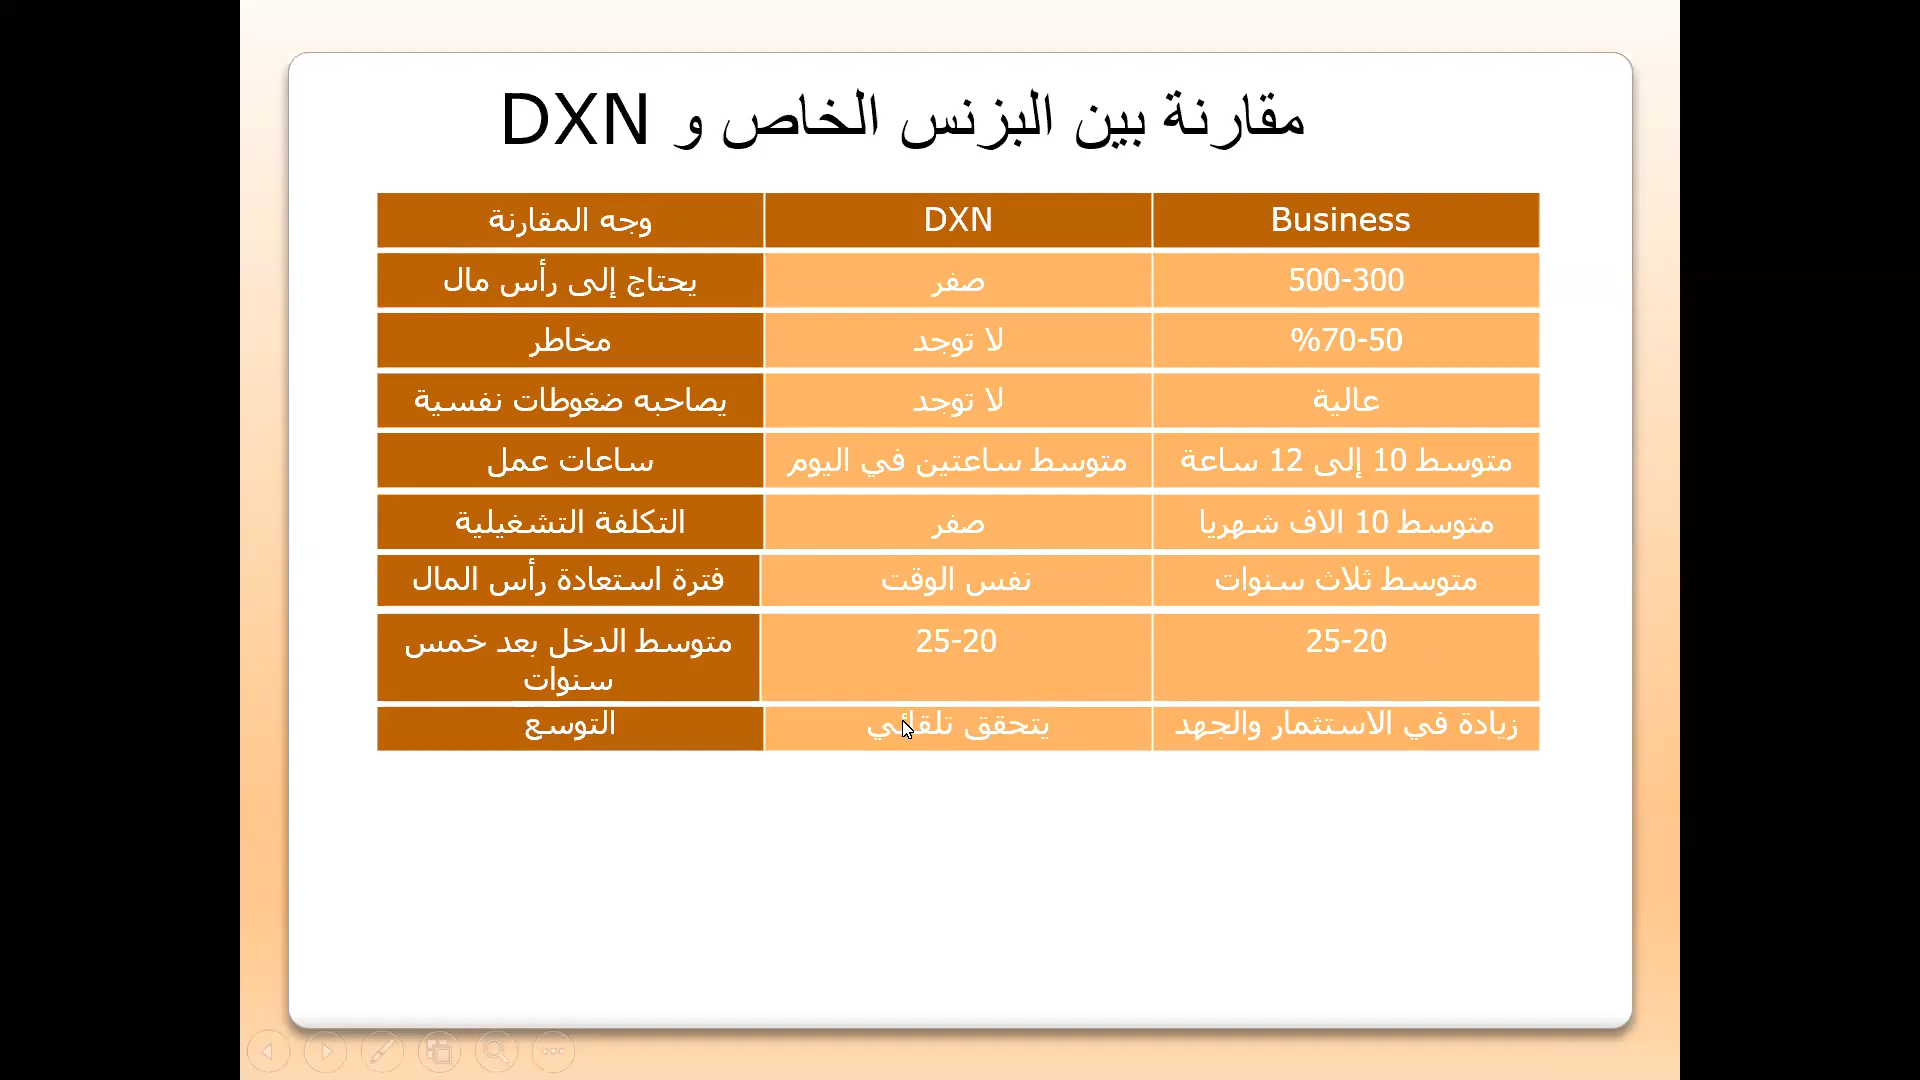 مقارنة بين البزنس الخاص و DXN
وجه المقارنة DXN Business
يحتاج إلى رأس مال صفر 300-500
مخاطر لا توجد 50-70%
يصاحبه ضغوطات نفسية لا توجد عالية
ساعات عمل متوسط ساعتين في اليوم متوسط 10 إلى 12 ساعة
التكلفة التشغيلية صفر متوسط 10 الاف شهريا
فترة استعادة رأس المال نفس الوقت متوسط ثلاث سنوات
متوسط الدخل بعد خمس
سنوات 20-25 20-25
التوسع يتحقق تلقائي زيادة في الاستثمار والجهد